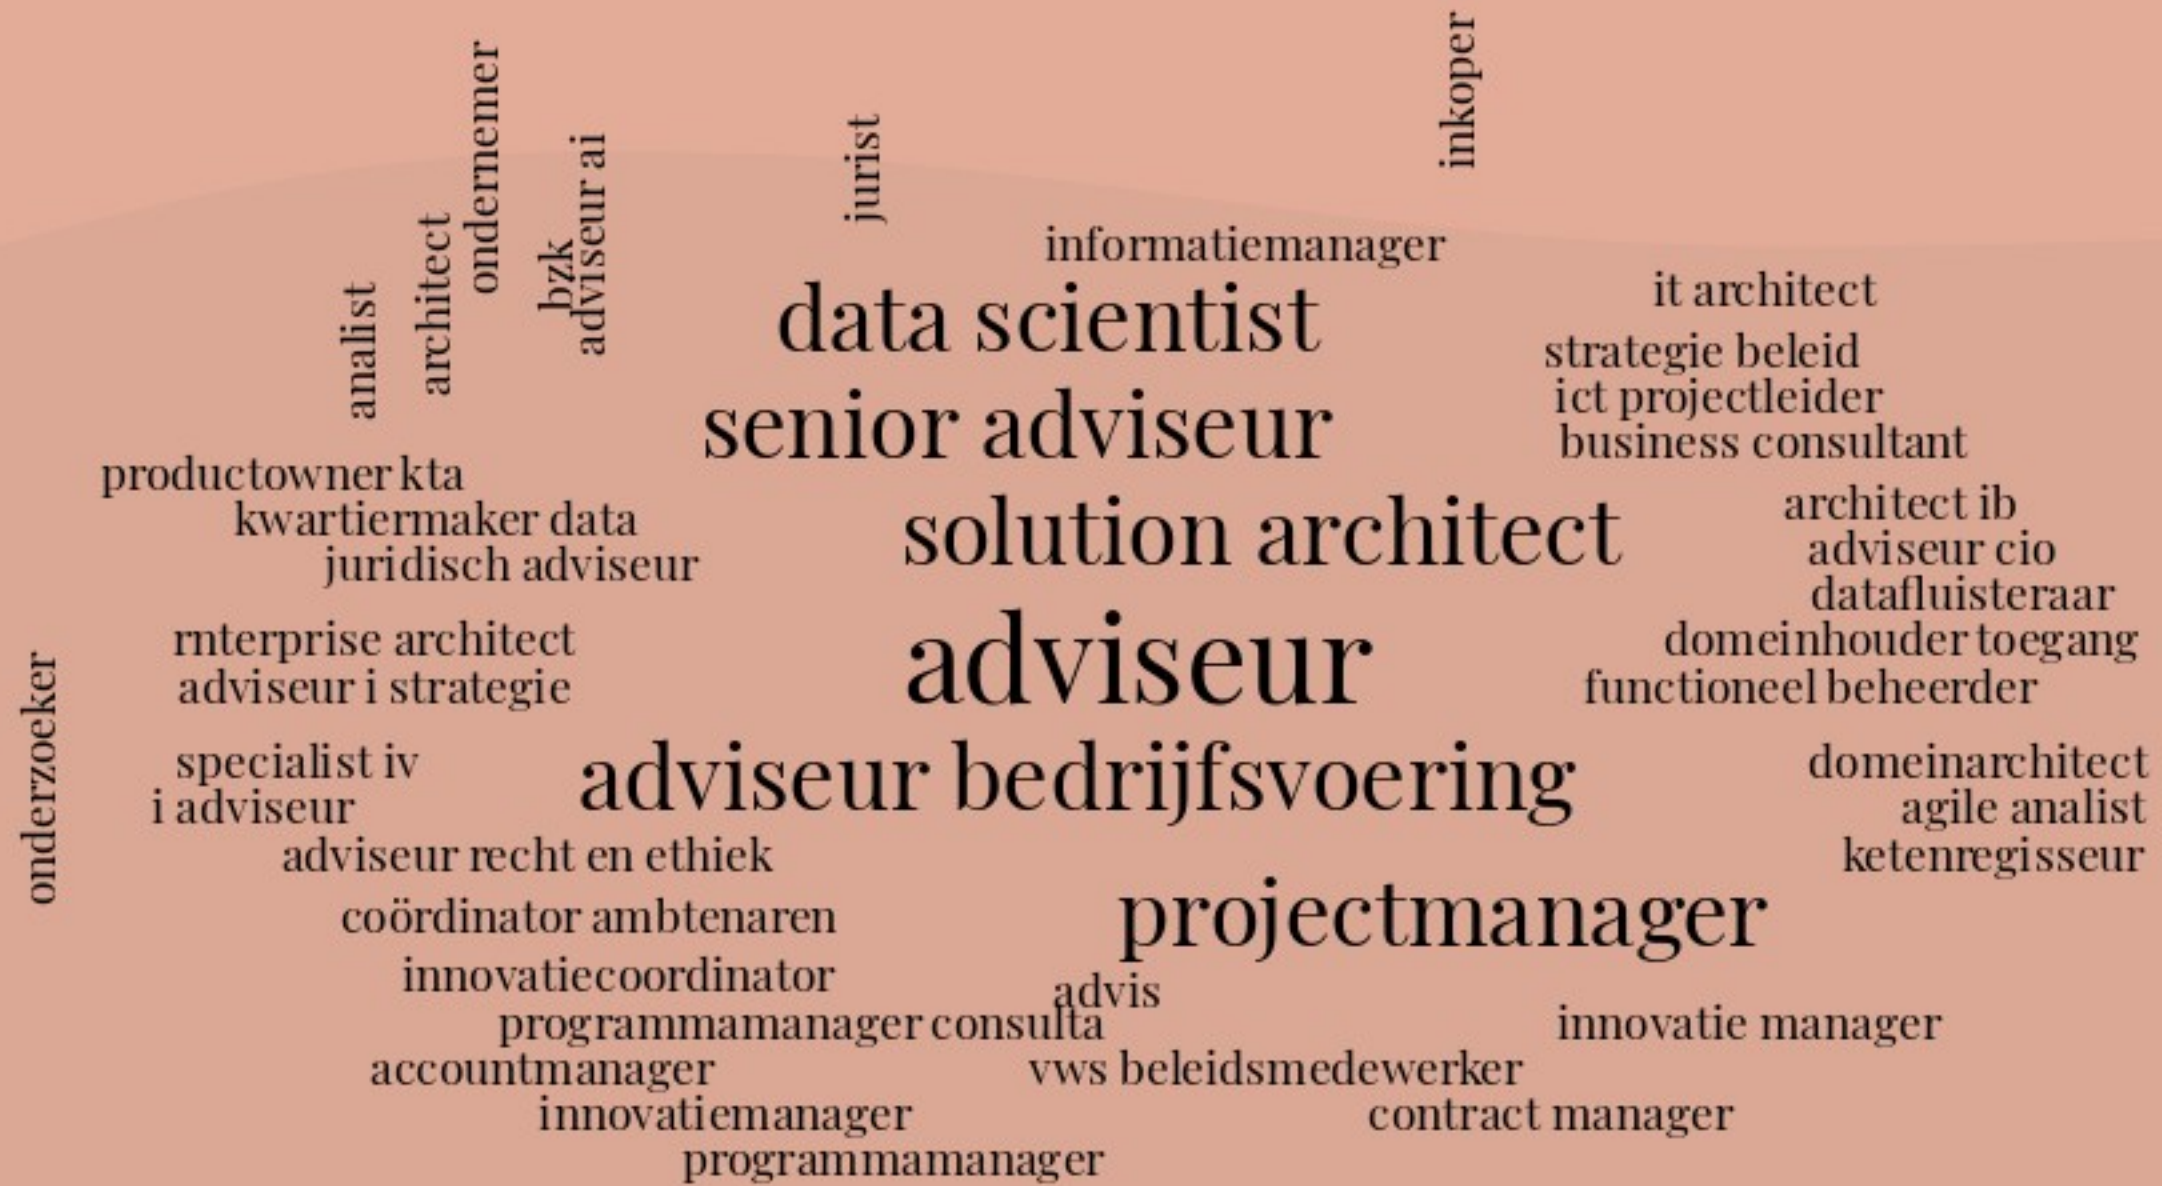 inkoper
ondernemer
jurist
adviseur ai
bzk
architect
analist
informatiemanager
data scientist
it architect
strategie beleid
ict projectleider
senior adviseur
business consultant
productowner kta
kwartiermaker data
juridisch adviseur
solution architect
architect ib
adviseur cio
datafluisteraar
rnterprise architect
adviseur i strategie
adviseur
domeinhouder toegang
functioneel beheerder
onderzoeker
specialist iv
i adviseur
adviseur bedrijfsvoering
domeinarchitect
agile analist
ketenregisseur
adviseur recht en ethiek
coördinator ambtenaren
projectmanager
innovatiecoordinator
advis
programmamanager consulta
innovatie manager
accountmanager
vws beleidsmedewerker
innovatiemanager
contract manager
programmamanager